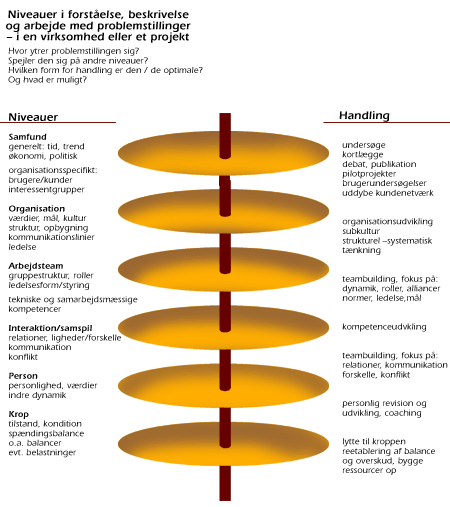 Niveauer i forståelse, beskrivelse
og arbejde med problemstillinger
– i en virksomhed eller et projekt
Hvor ytrer problemstillingen sig?
Spejler den sig på andre niveauer?
Hvilken form for handling er den / de optimale?
Og hvad er muligt?
Niveauer
Samfund
generelt: tid, trend
økonomi, politisk
organisationsspecifikt:
brugere/kunder
interessentgrupper
Organisation
værdier, mål, kultur
struktur, opbygning
kommunikationslinier
ledelse
Arbejdsteam
gruppestruktur, roller
ledelsesform/styring
tekniske og samarbejdsmæssige
kompetencer
Interaktion/samspil
relationer, ligheder/forskelle
kommunikation
konflikt
Person
personlighed, værdier
indre dynamik
Krop
tilstand, kondition
spændingsbalance
o.a. balancer
evt. belastninger
Handling
undersøge
kortlægge
debat, publikation
pilotprojekter
brugerundersøgelser
uddybe kundenetværk
organisationsudvikling
subkultur
strukturel –systematisk
tænkning
teambuilding, fokus på:
dynamik, roller, alliancer
normer, ledelse,mål
kompetenceudvkling
teambuilding, fokus på:
relationer, kommunikation
forskelle, konflikt
personlig revision og
udvikling, coaching
lytte til kroppen
reetablering af balance
og overskud, bygge
ressourcer op